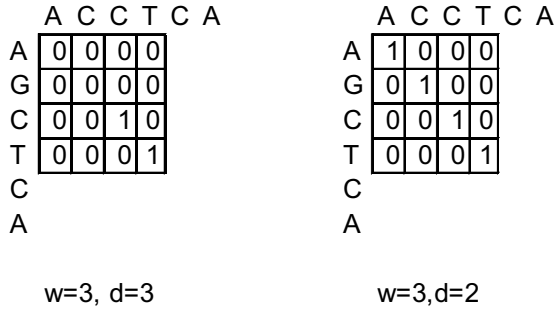 A C C T C A
A 0 0 0 0
G 0 0 0 0
C 0 0 1 0
T 0 0 0 1
C
A
w=3, d=3
A C C T C A
A 1 0 0 0
G 0 1 0 0
C 0 0 1 0
T 0 0 0 1
C
A
w=3,d=2